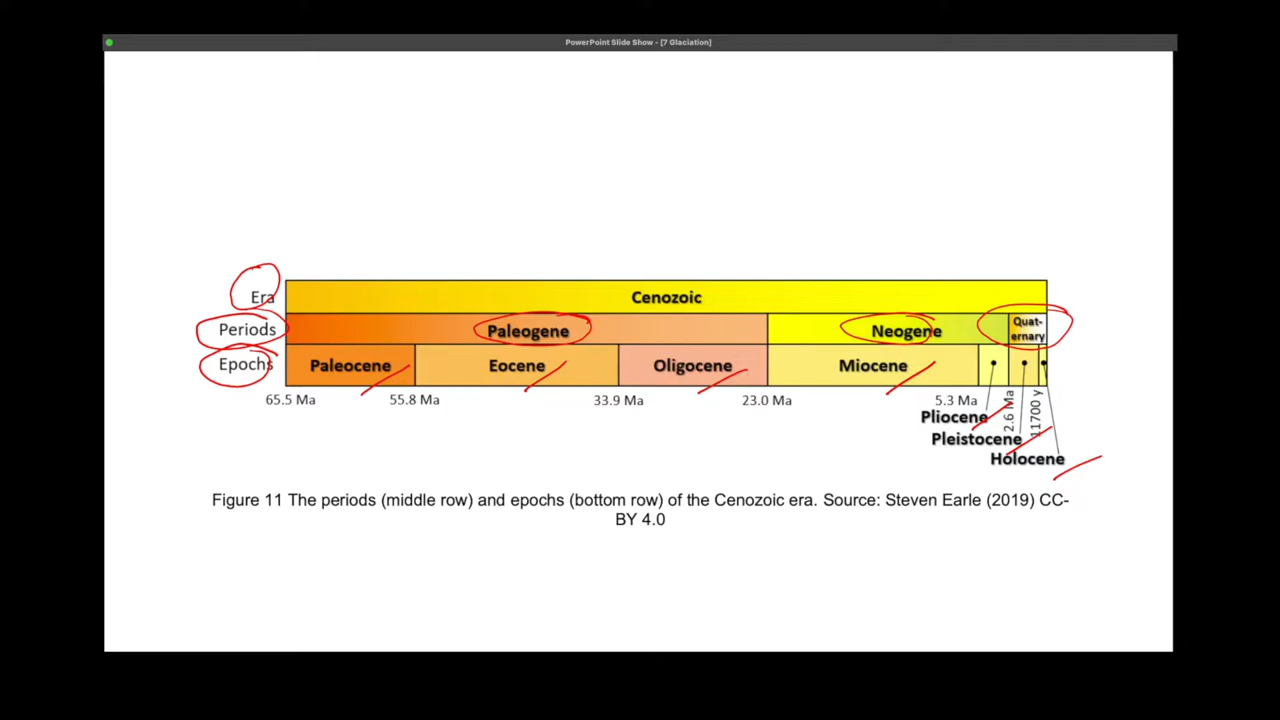 PowerPoint Slide Show - [7 Glaciation]
Era
Cenozoic
Periods
Paleogene
Neogene
Quat-
ernary
Epochs
Paleocene
Eocene
Oligocene
Miocene
65.5 Ma
55.8 Ma
33.9 Ma
23.0 Ma
5.3 Ma
2.6 Ma
11700 y
Pliocene
Pleistocene
Holocene
Figure 11 The periods (middle row) and epochs (bottom row) of the Cenozoic era. Source: Steven Earle (2019) CC-
BY 4.0